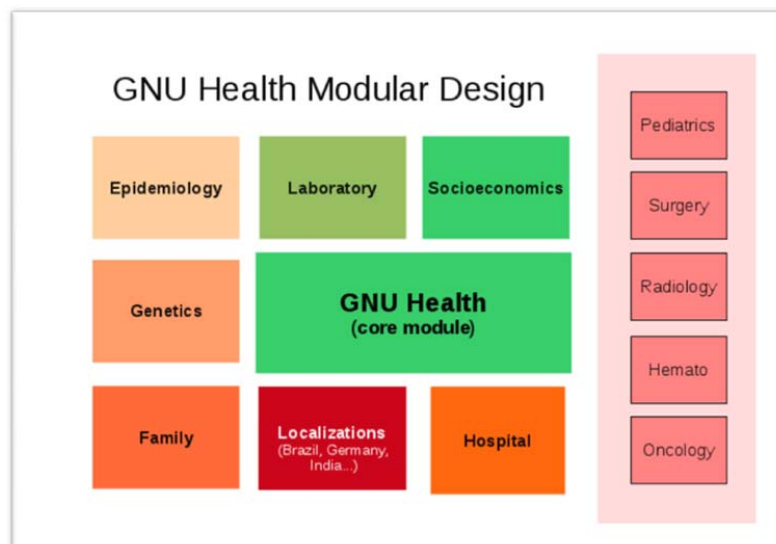 GNU Health Modular Design
Epidemiology
Laboratory
Socioeconomics
Genetics
GNU Health
(core module)
Family
Localizations
(Brazil, Germany,
India...)
Hospital
Pediatrics
Surgery
Radiology
Hemato
Oncology